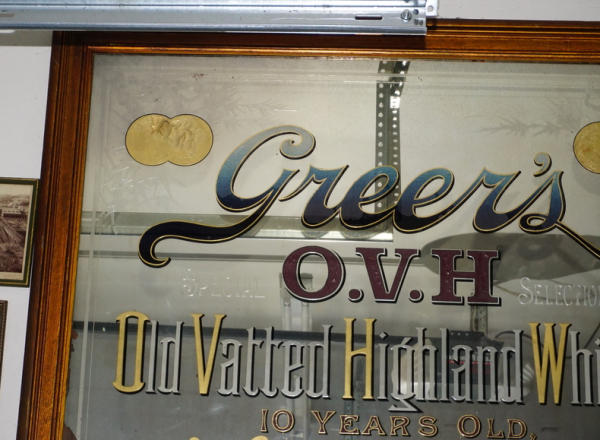 Greer's
O.V.H
Special Selection
Old Vatted Highland Whi
10 YEARS OLD.